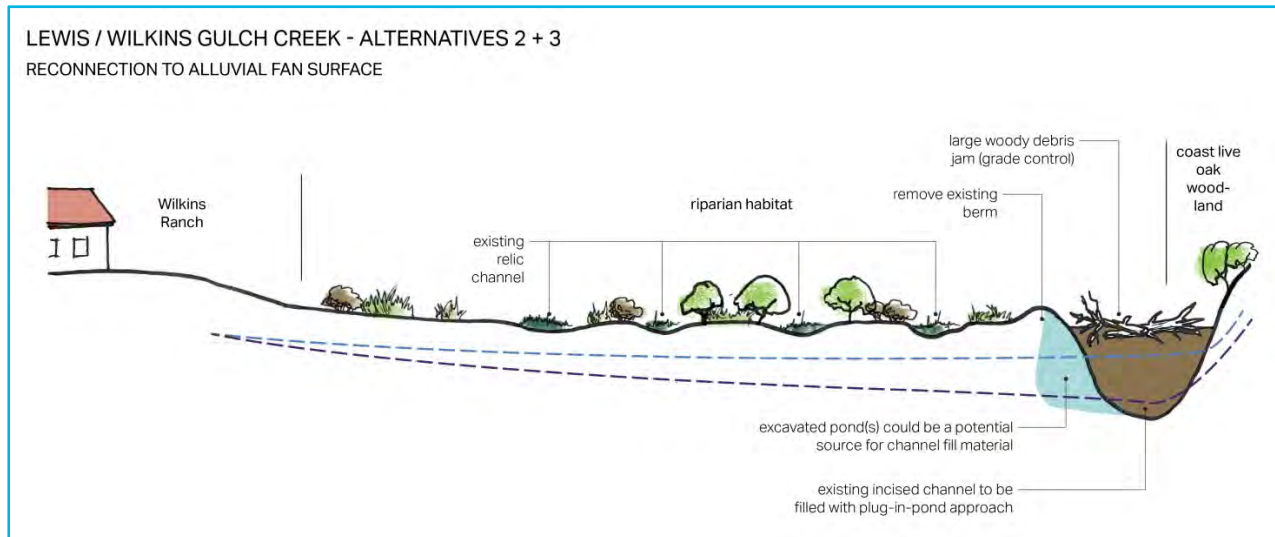 LEWIS / WILKINS GULCH CREEK - ALTERNATIVES 2 + 3
RECONNECTION TO ALLUVIAL FAN SURFACE
large woody debris
jam (grade control)
coast live
oak
wood-
land
Wilkins
Ranch
riparian habitat
remove existing
berm
existing
relic
channel
excavated pond(s) could be a potential
source for channel fill material
existing incised channel to be
filled with plug-in-pond approach